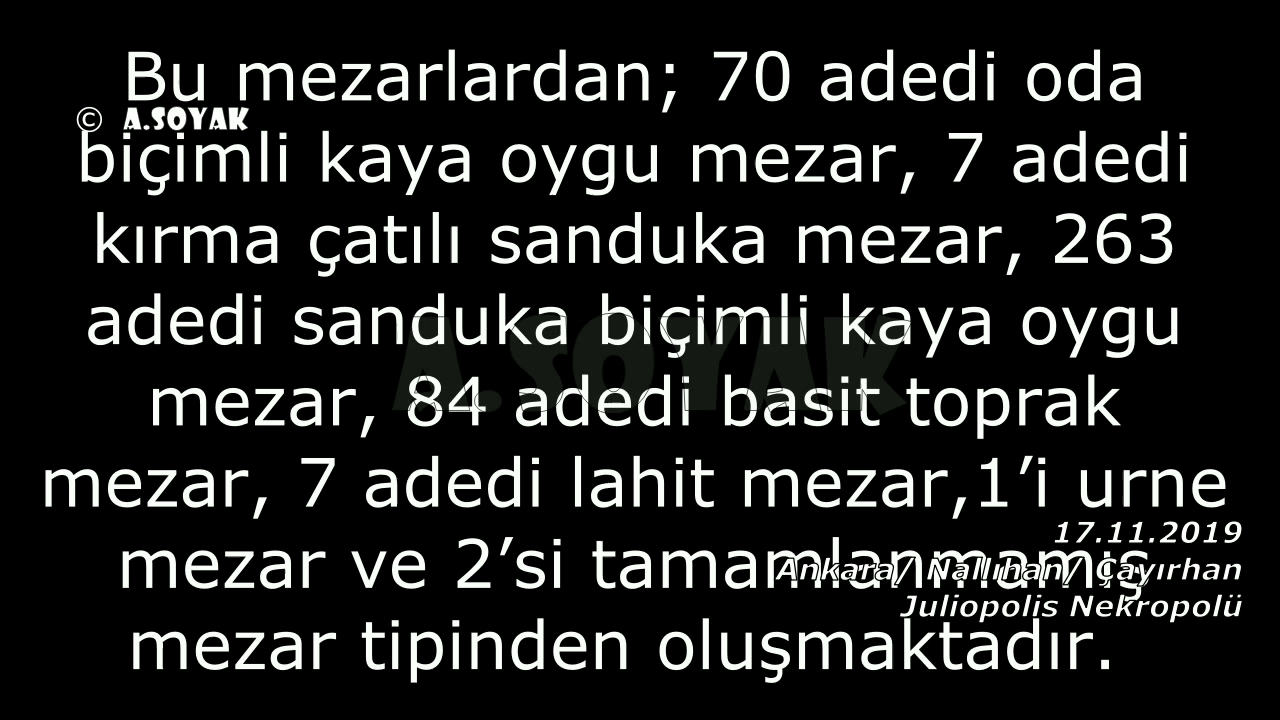 Bu mezarlardan; 70 adedi oda
© A.SOYAK
biçimli kaya oygu mezar, 7 adedi
kırma çatılı sanduka mezar, 263
adedi sanduka biçimli kaya oygu
A.SOYAK
mezar, 84 adedi basit toprak
mezar, 7 adedi lahit mezar,1’i urne
17.11.2019
mezar ve 2’si tamamlanmamış
Ankara/ Nallıhan/ Çayırhan
Juliopolis Nekropolü
mezar tipinden oluşmaktadır.